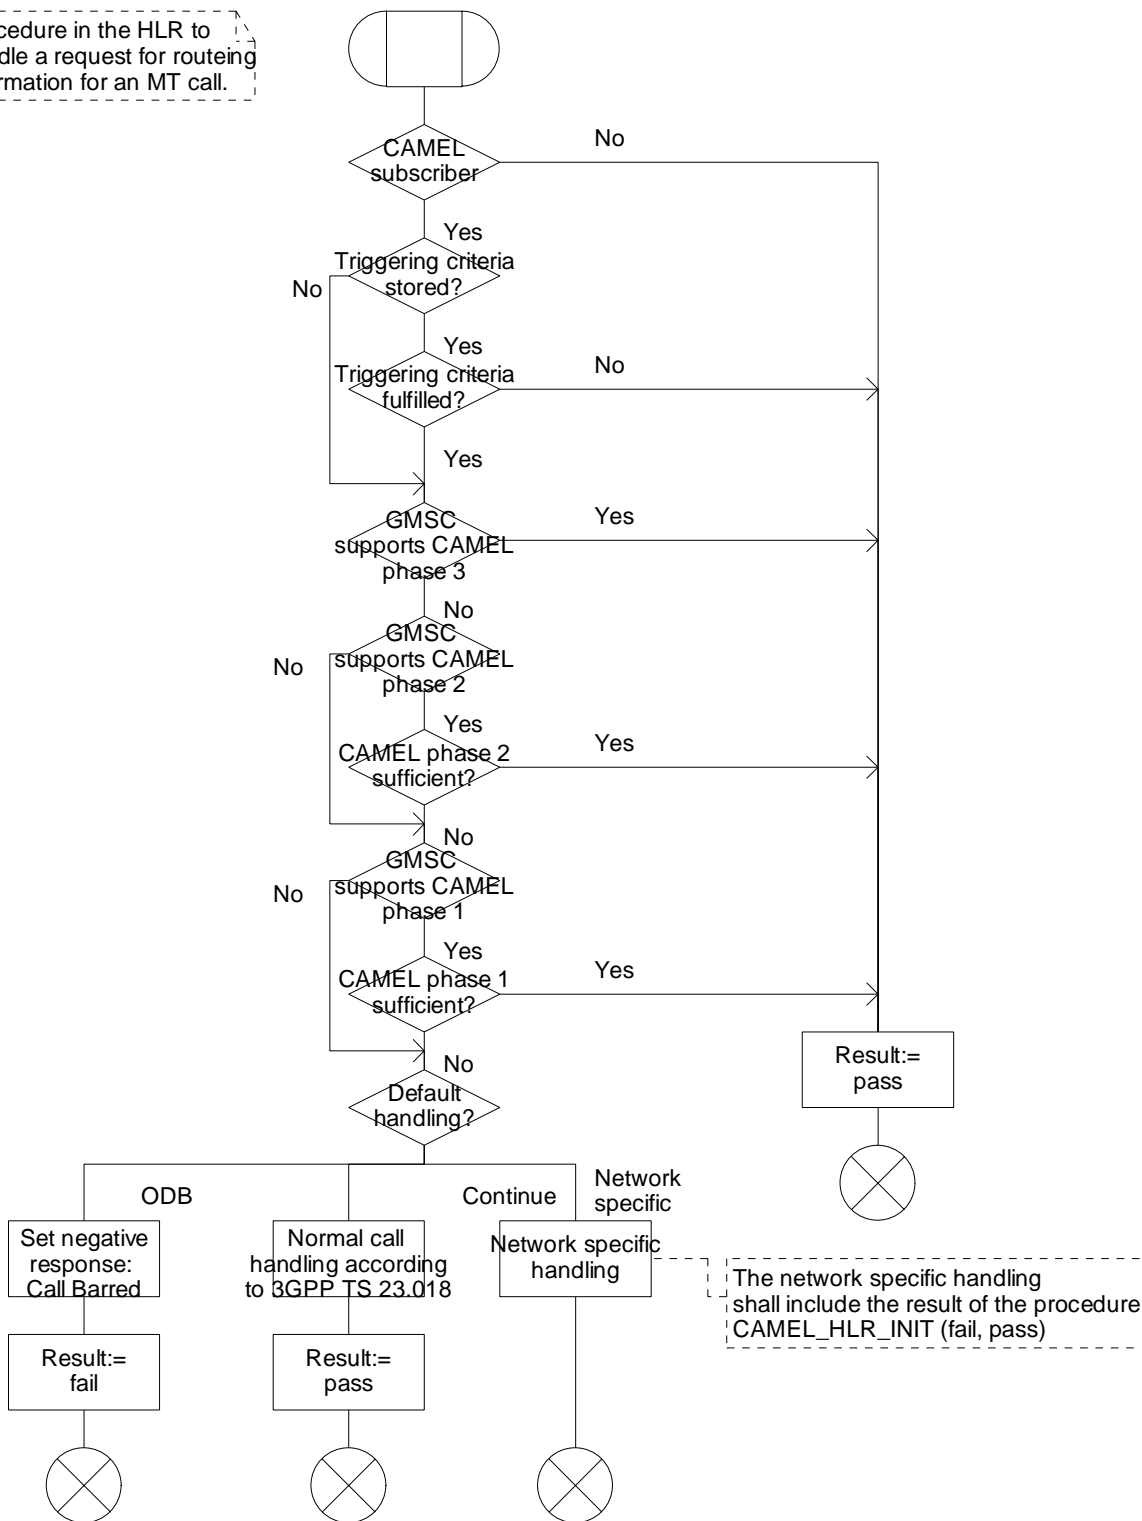 cedure in the HLR to
dle a request for routeing
rmation for an MT call.
CAMEL
subscriber
No
Yes
Triggering criteria
stored?
No
Yes
Triggering criteria
fulfilled?
No
Yes
GMSC
supports CAMEL
phase 3
Yes
No
GMSC
supports CAMEL
phase 2
No
Yes
CAMEL phase 2
sufficient?
Yes
No
GMSC
supports CAMEL
phase 1
No
Yes
CAMEL phase 1
sufficient?
Yes
No
Default
handling?
Result:=
pass
ODB
Continue
Network
specific
Set negative
response:
Call Barred
Normal call
handling according
to 3GPP TS 23.018
Network specific
handling
The network specific handling
shall include the result of the procedure
CAMEL_HLR_INIT (fail, pass)
Result:=
fail
Result:=
pass